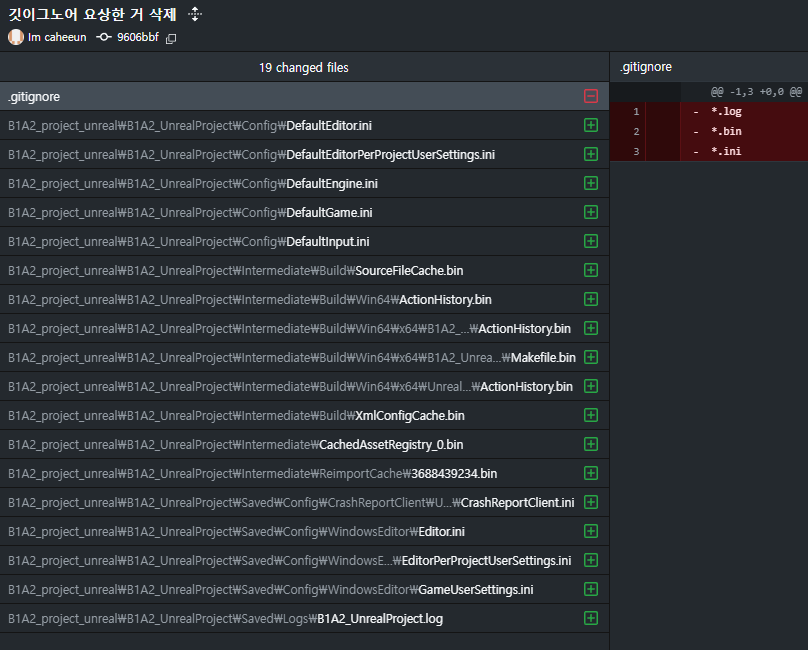 깃이그노어 요상한 거 삭제
Im caheeun 9606bbf
19 changed files
.gitignore
B1A2_project_unreal₩B1A2_UnrealProject₩Config₩DefaultEditor.ini
B1A2_project_unreal₩B1A2_UnrealProject₩Config₩DefaultEditorPerProjectUserSettings.ini
B1A2_project_unreal₩B1A2_UnrealProject₩Config₩DefaultEngine.ini
B1A2_project_unreal₩B1A2_UnrealProject₩Config₩DefaultGame.ini
B1A2_project_unreal₩B1A2_UnrealProject₩Config₩DefaultInput.ini
B1A2_project_unreal₩B1A2_UnrealProject₩Intermediate₩Build₩SourceFileCache.bin
B1A2_project_unreal₩B1A2_UnrealProject₩Intermediate₩Build₩Win64₩ActionHistory.bin
B1A2_project_unreal₩B1A2_UnrealProject₩Intermediate₩Build₩Win64₩x64₩B1A2_...₩ActionHistory.bin
B1A2_project_unreal₩B1A2_UnrealProject₩Intermediate₩Build₩Win64₩x64₩B1A2_Unrea...₩Makefile.bin
B1A2_project_unreal₩B1A2_UnrealProject₩Intermediate₩Build₩Win64₩x64₩Unreal...₩ActionHistory.bin
B1A2_project_unreal₩B1A2_UnrealProject₩Intermediate₩Build₩XmlConfigCache.bin
B1A2_project_unreal₩B1A2_UnrealProject₩Intermediate₩CachedAssetRegistry_0.bin
B1A2_project_unreal₩B1A2_UnrealProject₩Intermediate₩ReimportCache₩3688439234.bin
B1A2_project_unreal₩B1A2_UnrealProject₩Saved₩Config₩CrashReportClient₩U...₩CrashReportClient.ini
B1A2_project_unreal₩B1A2_UnrealProject₩Saved₩Config₩WindowsEditor₩Editor.ini
B1A2_project_unreal₩B1A2_UnrealProject₩Saved₩Config₩WindowsE...₩EditorPerProjectUserSettings.ini
B1A2_project_unreal₩B1A2_UnrealProject₩Saved₩Config₩WindowsEditor₩GameUserSettings.ini
B1A2_project_unreal₩B1A2_UnrealProject₩Saved₩Logs₩B1A2_UnrealProject.log
.gitignore
@@ -1,3 +0,0 @@
1 - *.log
2 - *.bin
3 - *.ini